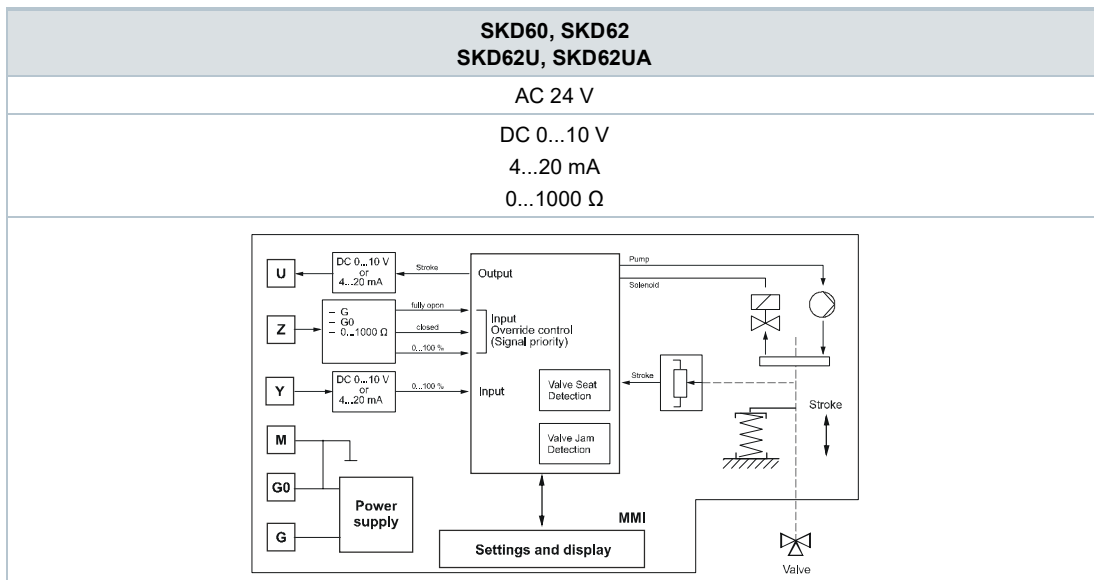 SKD60, SKD62
SKD62U, SKD62UA
AC 24 V
DC 0...10 V
4...20 mA
0...1000 Ω
U
DC 0...10 V
or
4...20 mA
Stroke
Output
Z
– G
– G0
– 0...1000 Ω
fully open
closed
0...100 %
Input
Override control
(Signal priority)
Y
DC 0...10 V
or
4...20 mA
0...100 %
Input
Valve Seat
Detection
Valve Jam
Detection
M
G0
G
Power
supply
MMI
Settings and display
Pump
Solenoid
Stroke
Stroke
Valve